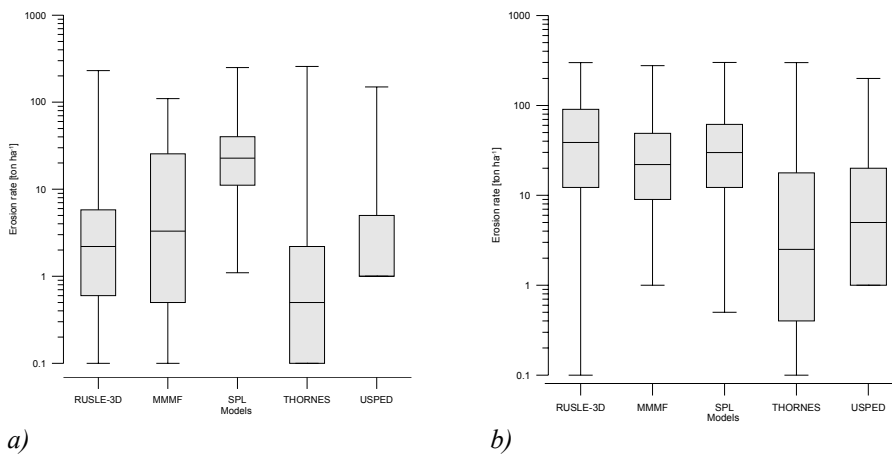 1000
100
10
1
0.1
Erosion rate [ton ha⁻¹]
RUSLE-3D MMMF SPL THORNES USPED
Models
a)
1000
100
10
1
0.1
Erosion rate [ton ha⁻¹]
RUSLE-3D MMMF SPL THORNES USPED
Models
b)